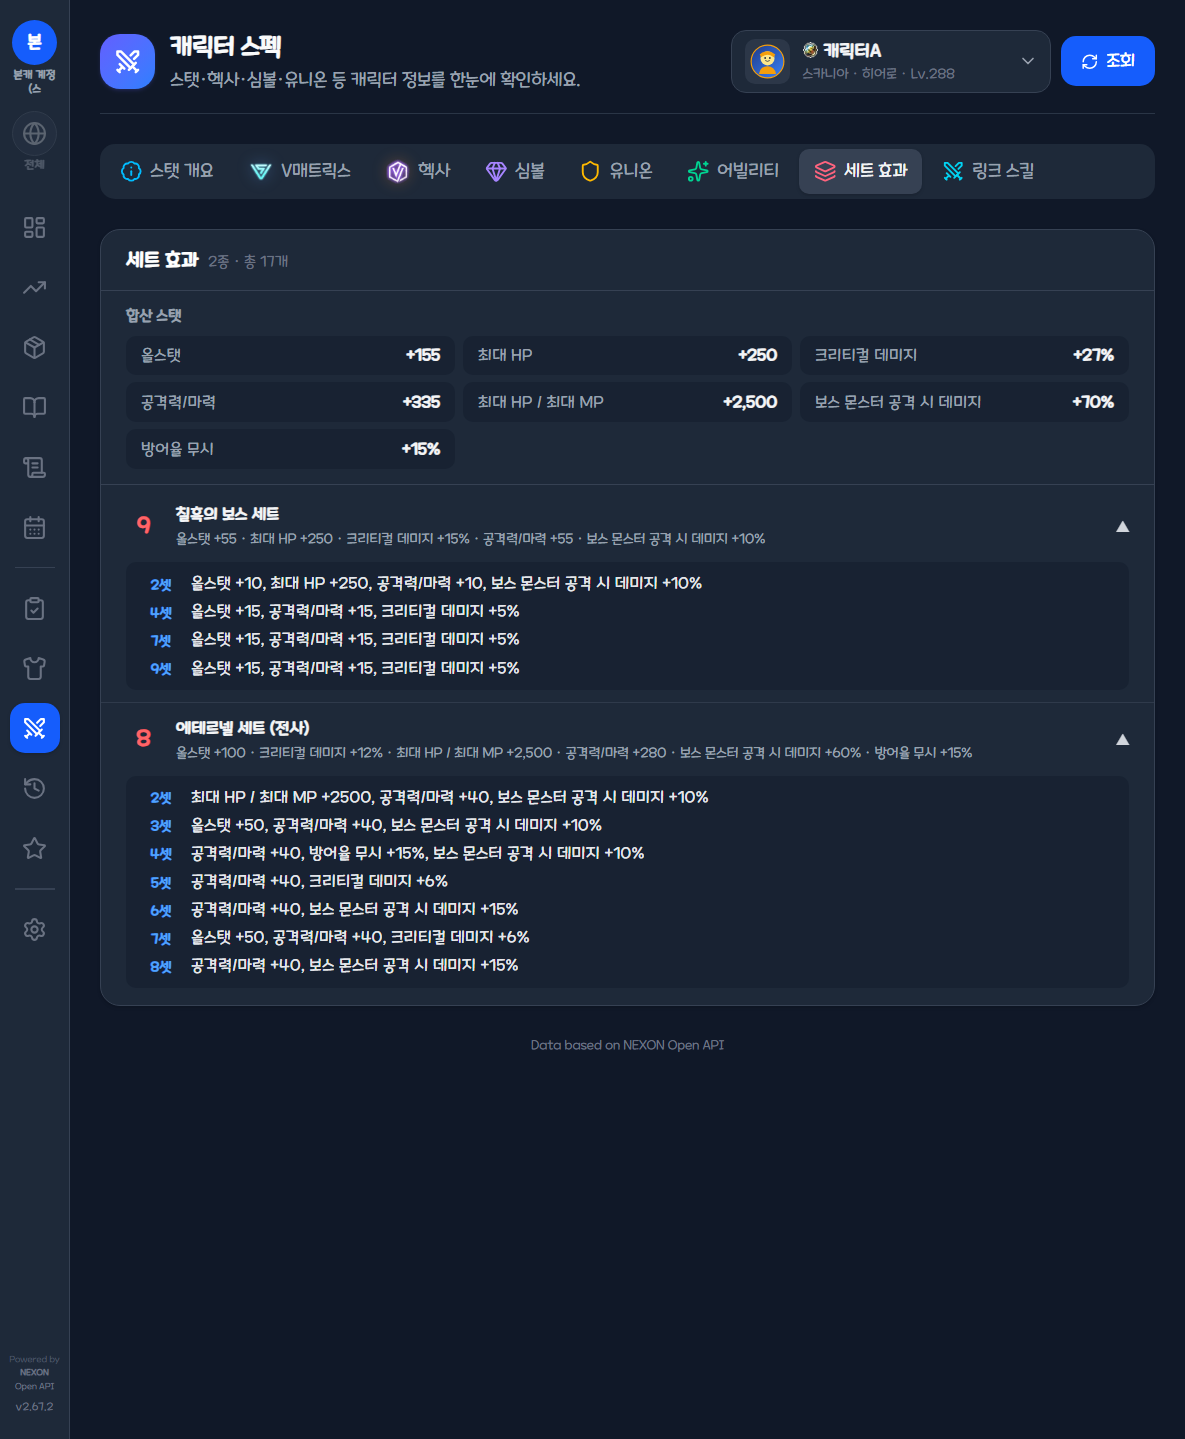 본
본캐 계정
(스
전체
Powered by
NEXON
Open API
v2.67.2
캐릭터 스펙
스탯·헥사·심볼·유니온 등 캐릭터 정보를 한눈에 확인하세요.
캐릭터A
스카니아 · 히어로 · Lv.288
조회
스탯 개요
V매트릭스
헥사
심볼
유니온
어빌리티
세트 효과
링크 스킬
세트 효과 2종 · 총 17개
합산 스탯
올스탯 +155
최대 HP +250
크리티컬 데미지 +27%
공격력/마력 +335
최대 HP / 최대 MP +2,500
보스 몬스터 공격 시 데미지 +70%
방어율 무시 +15%
9
칠흑의 보스 세트
올스탯 +55 · 최대 HP +250 · 크리티컬 데미지 +15% · 공격력/마력 +55 · 보스 몬스터 공격 시 데미지 +10%
▲
2셋 올스탯 +10, 최대 HP +250, 공격력/마력 +10, 보스 몬스터 공격 시 데미지 +10%
4셋 올스탯 +15, 공격력/마력 +15, 크리티컬 데미지 +5%
7셋 올스탯 +15, 공격력/마력 +15, 크리티컬 데미지 +5%
9셋 올스탯 +15, 공격력/마력 +15, 크리티컬 데미지 +5%
8
에테르넬 세트 (전사)
올스탯 +100 · 크리티컬 데미지 +12% · 최대 HP / 최대 MP +2,500 · 공격력/마력 +280 · 보스 몬스터 공격 시 데미지 +60% · 방어율 무시 +15%
▲
2셋 최대 HP / 최대 MP +2500, 공격력/마력 +40, 보스 몬스터 공격 시 데미지 +10%
3셋 올스탯 +50, 공격력/마력 +40, 보스 몬스터 공격 시 데미지 +10%
4셋 공격력/마력 +40, 방어율 무시 +15%, 보스 몬스터 공격 시 데미지 +10%
5셋 공격력/마력 +40, 크리티컬 데미지 +6%
6셋 공격력/마력 +40, 보스 몬스터 공격 시 데미지 +15%
7셋 올스탯 +50, 공격력/마력 +40, 크리티컬 데미지 +6%
8셋 공격력/마력 +40, 보스 몬스터 공격 시 데미지 +15%
Data based on NEXON Open API